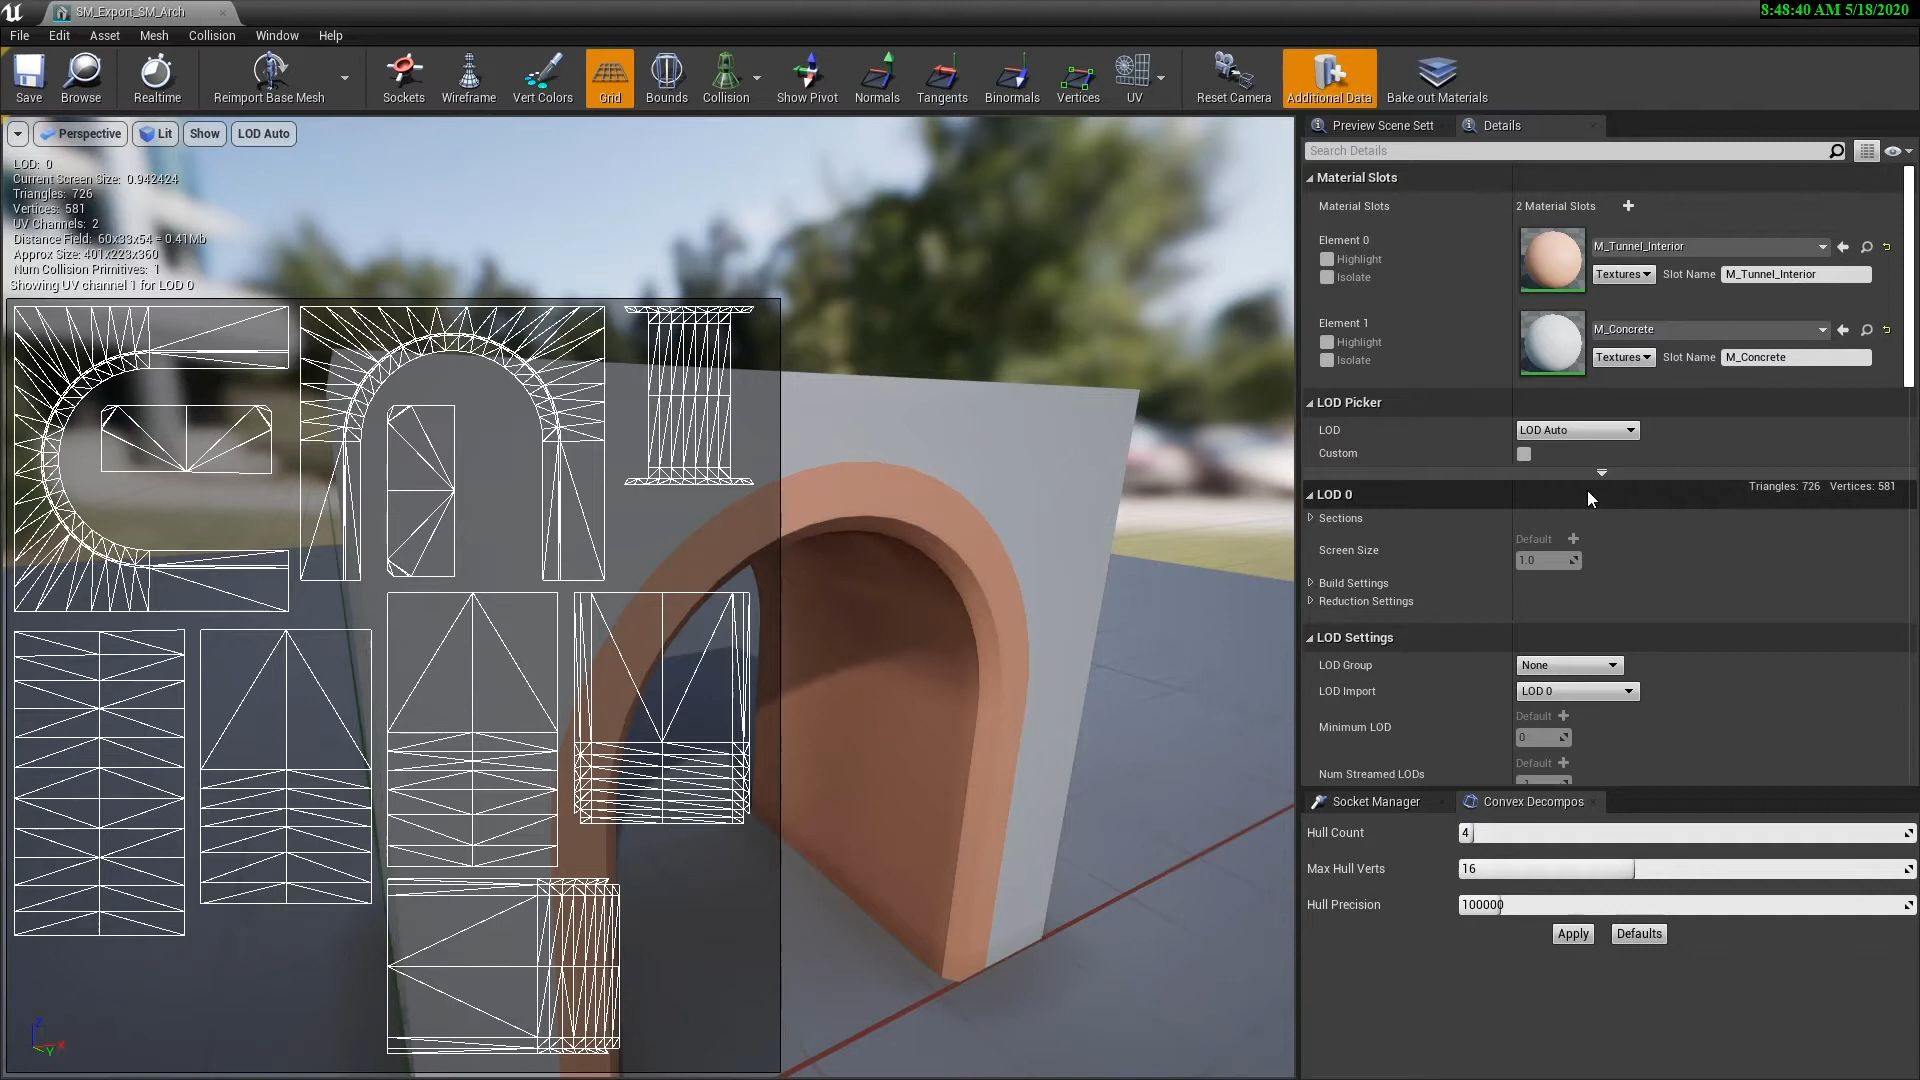 SM_Export_SM_Arch
8:48:40 AM 5/18/2020
File Edit Asset Mesh Collision Window Help
Save Browse Realtime Reimport Base Mesh Sockets Wireframe Vert Colors Grid Bounds Collision Show Pivot Normals Tangents Binormals Vertices UV Reset Camera Additional Data Bake out Materials
Perspective Lit Show LOD Auto
LOD: 0
Current Screen Size: 0.942424
Triangles: 726
Vertices: 581
UV Channels: 2
Distance Field: 60x33x54 = 0.41Mb
Approx Size: 401x223x360
Num Collision Primitives: 1
Showing UV channel 1 for LOD 0
Z
X
Y
Preview Scene Sett Details
Search Details
Material Slots
Material Slots 2 Material Slots
Element 0 M_Tunnel_Interior
Highlight
Isolate Textures Slot Name M_Tunnel_Interior
Element 1 M_Concrete
Highlight
Isolate Textures Slot Name M_Concrete
LOD Picker
LOD LOD Auto
Custom
LOD 0 Triangles: 726 Vertices: 581
Sections
Default
Screen Size 1.0
Build Settings
Reduction Settings
LOD Settings
LOD Group None
LOD Import LOD 0
Default
Minimum LOD 0
Default
Num Streamed LODs
Socket Manager Convex Decompos
Hull Count 4
Max Hull Verts 16
Hull Precision 100000
Apply Defaults